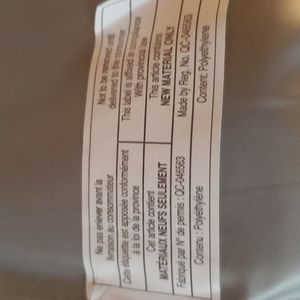 Not to be removed until
delivered to the consumer
This label is affixed in compliance
With provincial law
This article contains
NEW MATERIAL ONLY
Made by Reg. No. QC-046563
Content: Polyethylene
Ne pas enlever avant la
livraison au consommateur
Cette étiquette est apposée conformément
à la loi de la province
Cet article contient
MATÉRIAUX NEUFS SEULEMENT
Fabriqué par N° de permis : QC-046563
Contenu : Polyéthylène